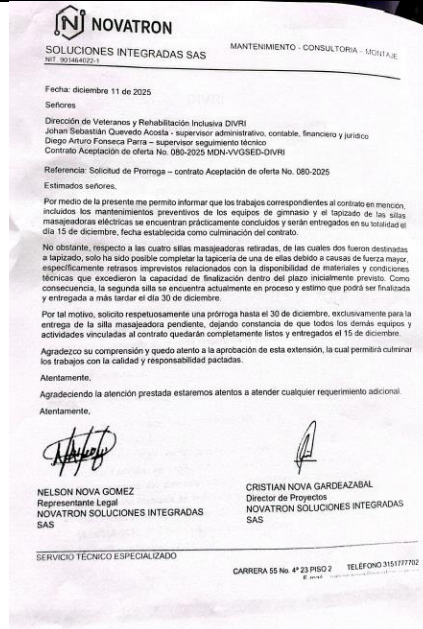 NOVATRON
SOLUCIONES INTEGRADAS SAS
NIT. 901464022-1
MANTENIMIENTO - CONSULTORIA - MONTAJE
Fecha: diciembre 11 de 2025
Señores
Dirección de Veteranos y Rehabilitación Inclusiva DIVRI
Johan Sebastián Quevedo Acosta - supervisor administrativo, contable, financiero y jurídico
Diego Arturo Fonseca Parra – supervisor seguimiento técnico
Contrato Aceptación de oferta No. 080-2025 MDN-VVGSED-DIVRI
Referencia: Solicitud de Prorroga – contrato Aceptación de oferta No. 080-2025
Estimados señores.
Por medio de la presente me permito informar que los trabajos correspondientes al contrato en mención,
incluidos los mantenimientos preventivos de los equipos de gimnasio y el tapizado de las sillas
masajeadoras eléctricas se encuentran prácticamente concluidos y serán entregados en su totalidad el
día 15 de diciembre, fecha establecida como culminación del contrato.
No obstante, respecto a las cuatro sillas masajeadoras retiradas, de las cuales dos fueron destinadas
a tapizado, solo ha sido posible completar la tapicería de una de ellas debido a causas de fuerza mayor,
específicamente retrasos imprevistos relacionados con la disponibilidad de materiales y condiciones
técnicas que excedieron la capacidad de finalización dentro del plazo inicialmente previsto. Como
consecuencia, la segunda silla se encuentra actualmente en proceso y estimo que podrá ser finalizada
y entregada a más tardar el día 30 de diciembre.
Por tal motivo, solicito respetuosamente una prórroga hasta el 30 de diciembre, exclusivamente para la
entrega de la silla masajeadora pendiente, dejando constancia de que todos los demás equipos y
actividades vinculadas al contrato quedarán completamente listos y entregados el 15 de diciembre.
Agradezco su comprensión y quedo atento a la aprobación de esta extensión, la cual permitirá culminar
los trabajos con la calidad y responsabilidad pactadas.
Atentamente,
Agradeciendo la atención prestada estaremos atentos a atender cualquier requerimiento adicional.
Atentamente,
NELSON NOVA GOMEZ
Representante Legal
NOVATRON SOLUCIONES INTEGRADAS
SAS
CRISTIAN NOVA GARDEAZABAL
Director de Proyectos
NOVATRON SOLUCIONES INTEGRADAS
SAS
SERVICIO TÉCNICO ESPECIALIZADO
CARRERA 55 No. 4ª 23 PISO 2 TELÉFONO 3151777702